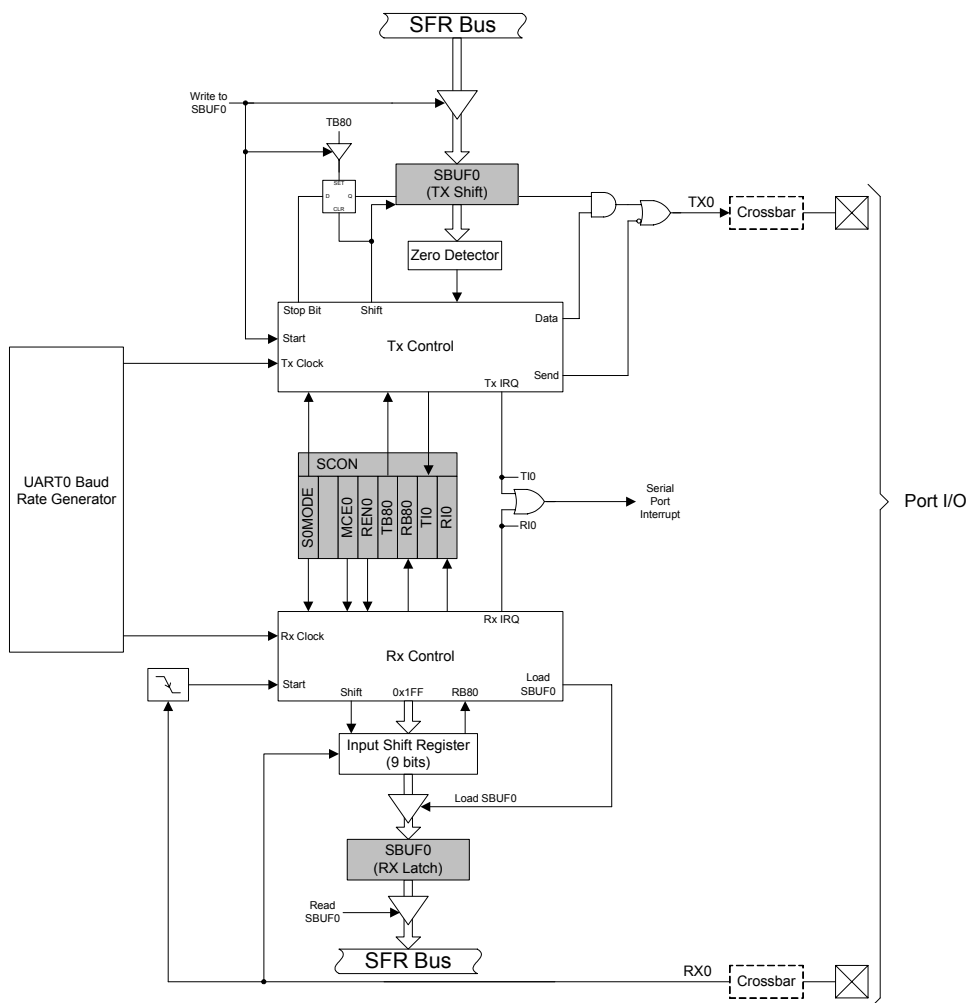 SFR Bus
Write to
SBUF0
TB80
SET
D
Q
CLR
SBUF0
(TX Shift)
TX0
Crossbar
Zero Detector
Stop Bit
Shift
Data
Start
Tx Control
Tx Clock
Send
Tx IRQ
UART0 Baud
Rate Generator
SCON
S0MODE
MCE0
REN0
TB80
RB80
TI0
RI0
TI0
RI0
Serial
Port
Interrupt
Port I/O
Rx IRQ
Rx Clock
Rx Control
Start
Load
SBUF0
Shift
0x1FF
RB80
Input Shift Register
(9 bits)
Load SBUF0
SBUF0
(RX Latch)
Read
SBUF0
SFR Bus
RX0
Crossbar